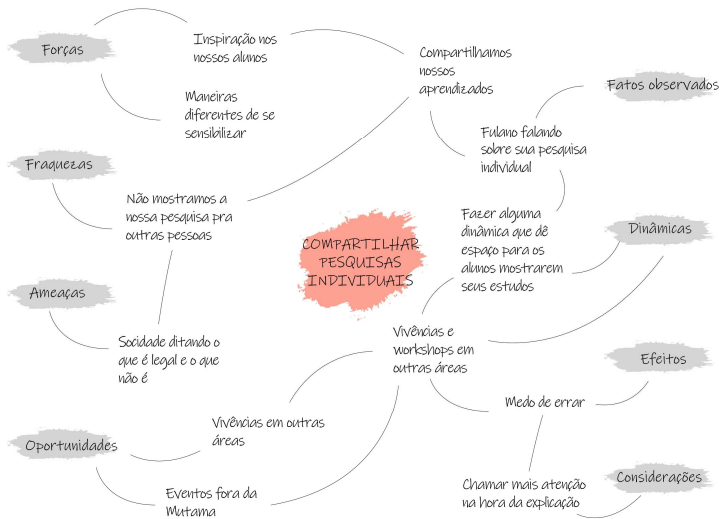 Forças
Inspiração nos
nossos alunos
Maneiras
diferentes de se
sensibilizar
Compartilhamos
nossos
aprendizados
Fatos observados
Fulano falando
sobre sua pesquisa
individual
Fraquezas
Não mostramos a
nossa pesquisa pra
outras pessoas
COMPARTILHAR
PESQUISAS
INDIVIDUAIS
Fazer alguma
dinâmica que dê
espaço para os
alunos mostrarem
seus estudos
Dinâmicas
Ameaças
Socidade ditando o
que é legal e o que
não é
Vivências e
workshops em
outras áreas
Efeitos
Medo de errar
Oportunidades
Vivências em outras
áreas
Eventos fora da
Mutama
Chamar mais atenção
na hora da explicação
Considerações